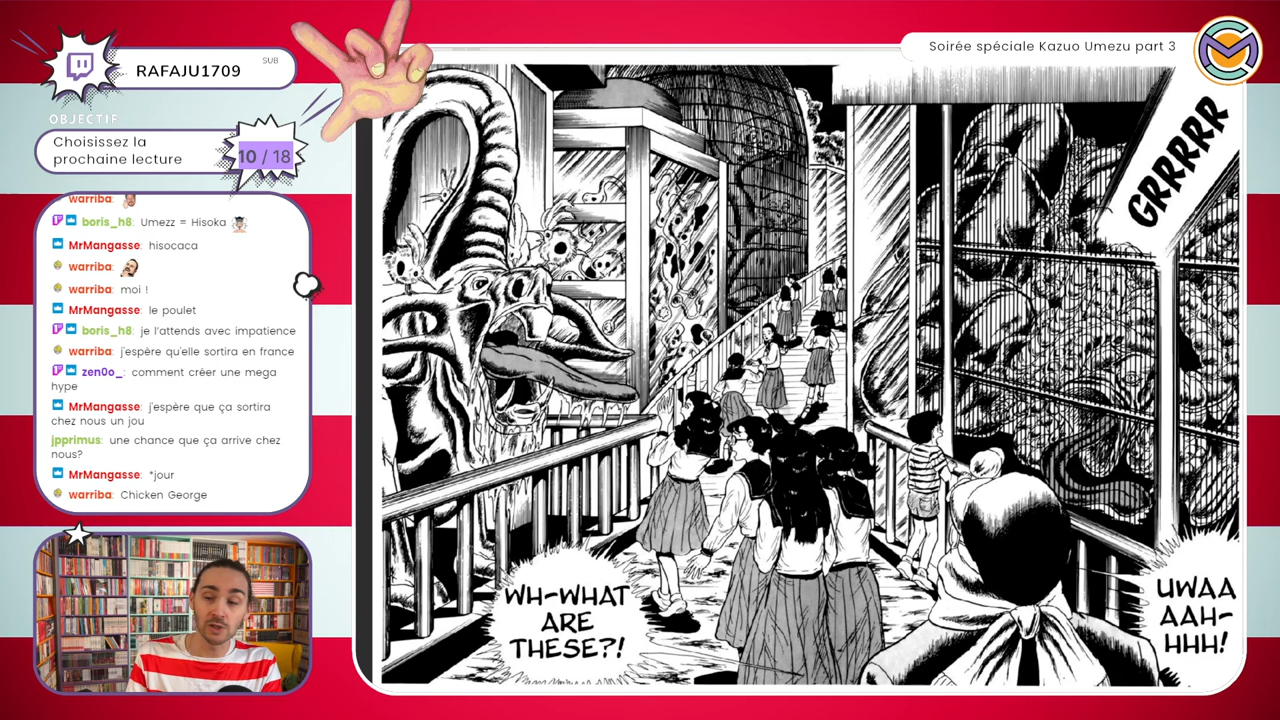 RAFAJU1709
SUB
OBJECTIF
Choisissez la
prochaine lecture
10 / 18
warriba:
boris_h8: Umezz = Hisoka
MrMangasse: hisocaca
warriba:
warriba: moi !
MrMangasse: le poulet
boris_h8: je l'attends avec impatience
warriba: j'espère qu'elle sortira en france
zen0o_: comment créer une mega
hype
MrMangasse: j'espère que ça sortira
chez nous un jou
jpprimus: une chance que ça arrive chez
nous?
MrMangasse: *jour
warriba: Chicken George
Soirée spéciale Kazuo Umezu part 3
GRRRRR
WH-WHAT
ARE
THESE?!
UWAA
AAH-
HHH!